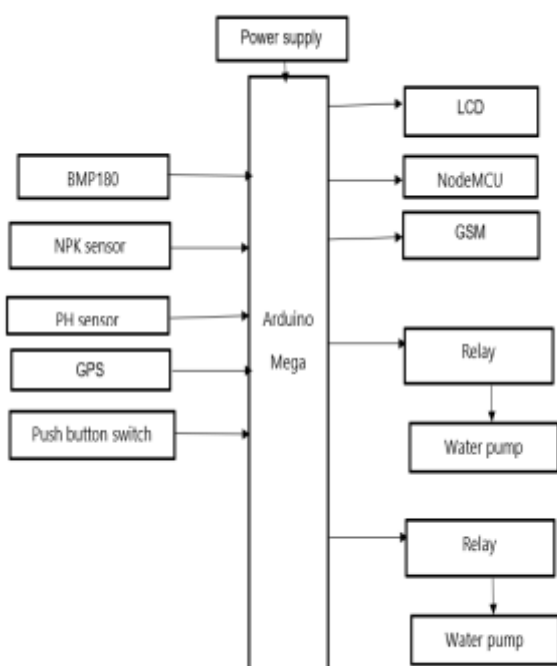 Power supply
LCD
BMP180
NodeMCU
NPK sensor
GSM
PH sensor
Arduino
Mega
GPS
Relay
Push button switch
Water pump
Relay
Water pump